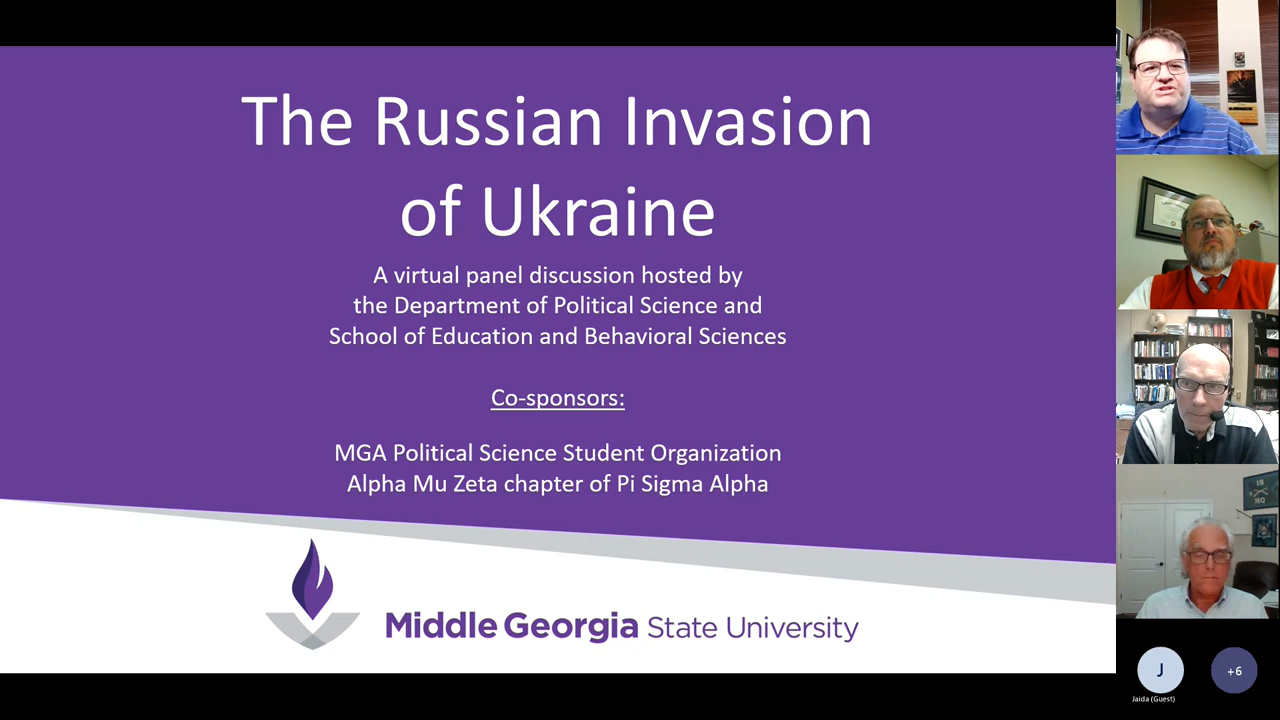 The Russian Invasion
of Ukraine
A virtual panel discussion hosted by
the Department of Political Science and
School of Education and Behavioral Sciences
Co-sponsors:
MGA Political Science Student Organization
Alpha Mu Zeta chapter of Pi Sigma Alpha
Middle Georgia State University
IS
HQ
J
+6
Jaida (Guest)